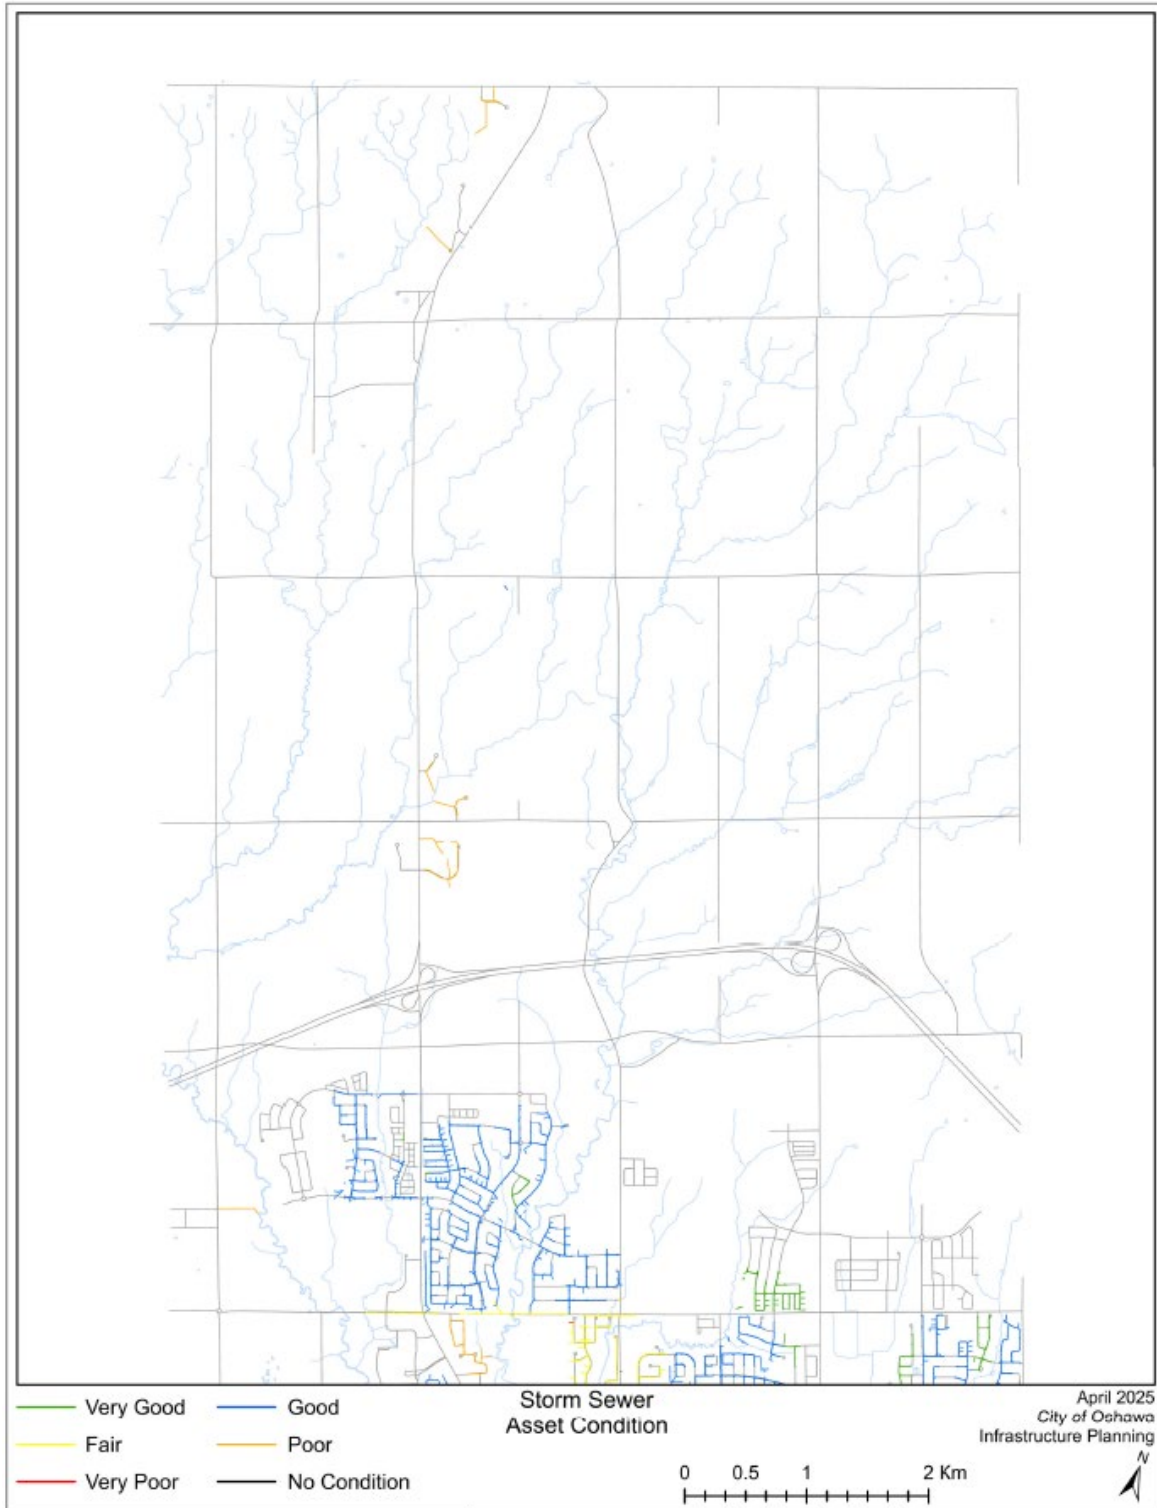 Very Good
Good
Fair
Poor
Very Poor
No Condition
Storm Sewer
Asset Condition
April 2025
City of Oshawa
Infrastructure Planning
N
0 0.5 1 2 Km